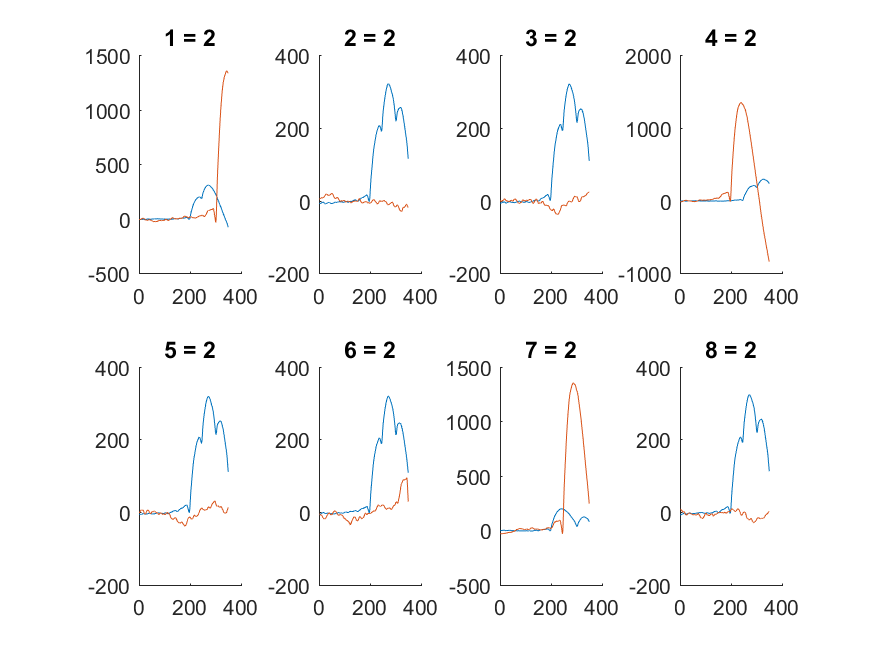 1 = 2 2 = 2 3 = 2 4 = 2
1500 400 400 2000
1000 200 200 1000
500 0 0 0
0 -200 -200 -1000
-500
0 200 400 0 200 400 0 200 400 0 200 400
5 = 2 6 = 2 7 = 2 8 = 2
400 400 1500 400
200 200 1000 200
0 0 500 0
-200 -200 0 -200
-500
0 200 400 0 200 400 0 200 400 0 200 400